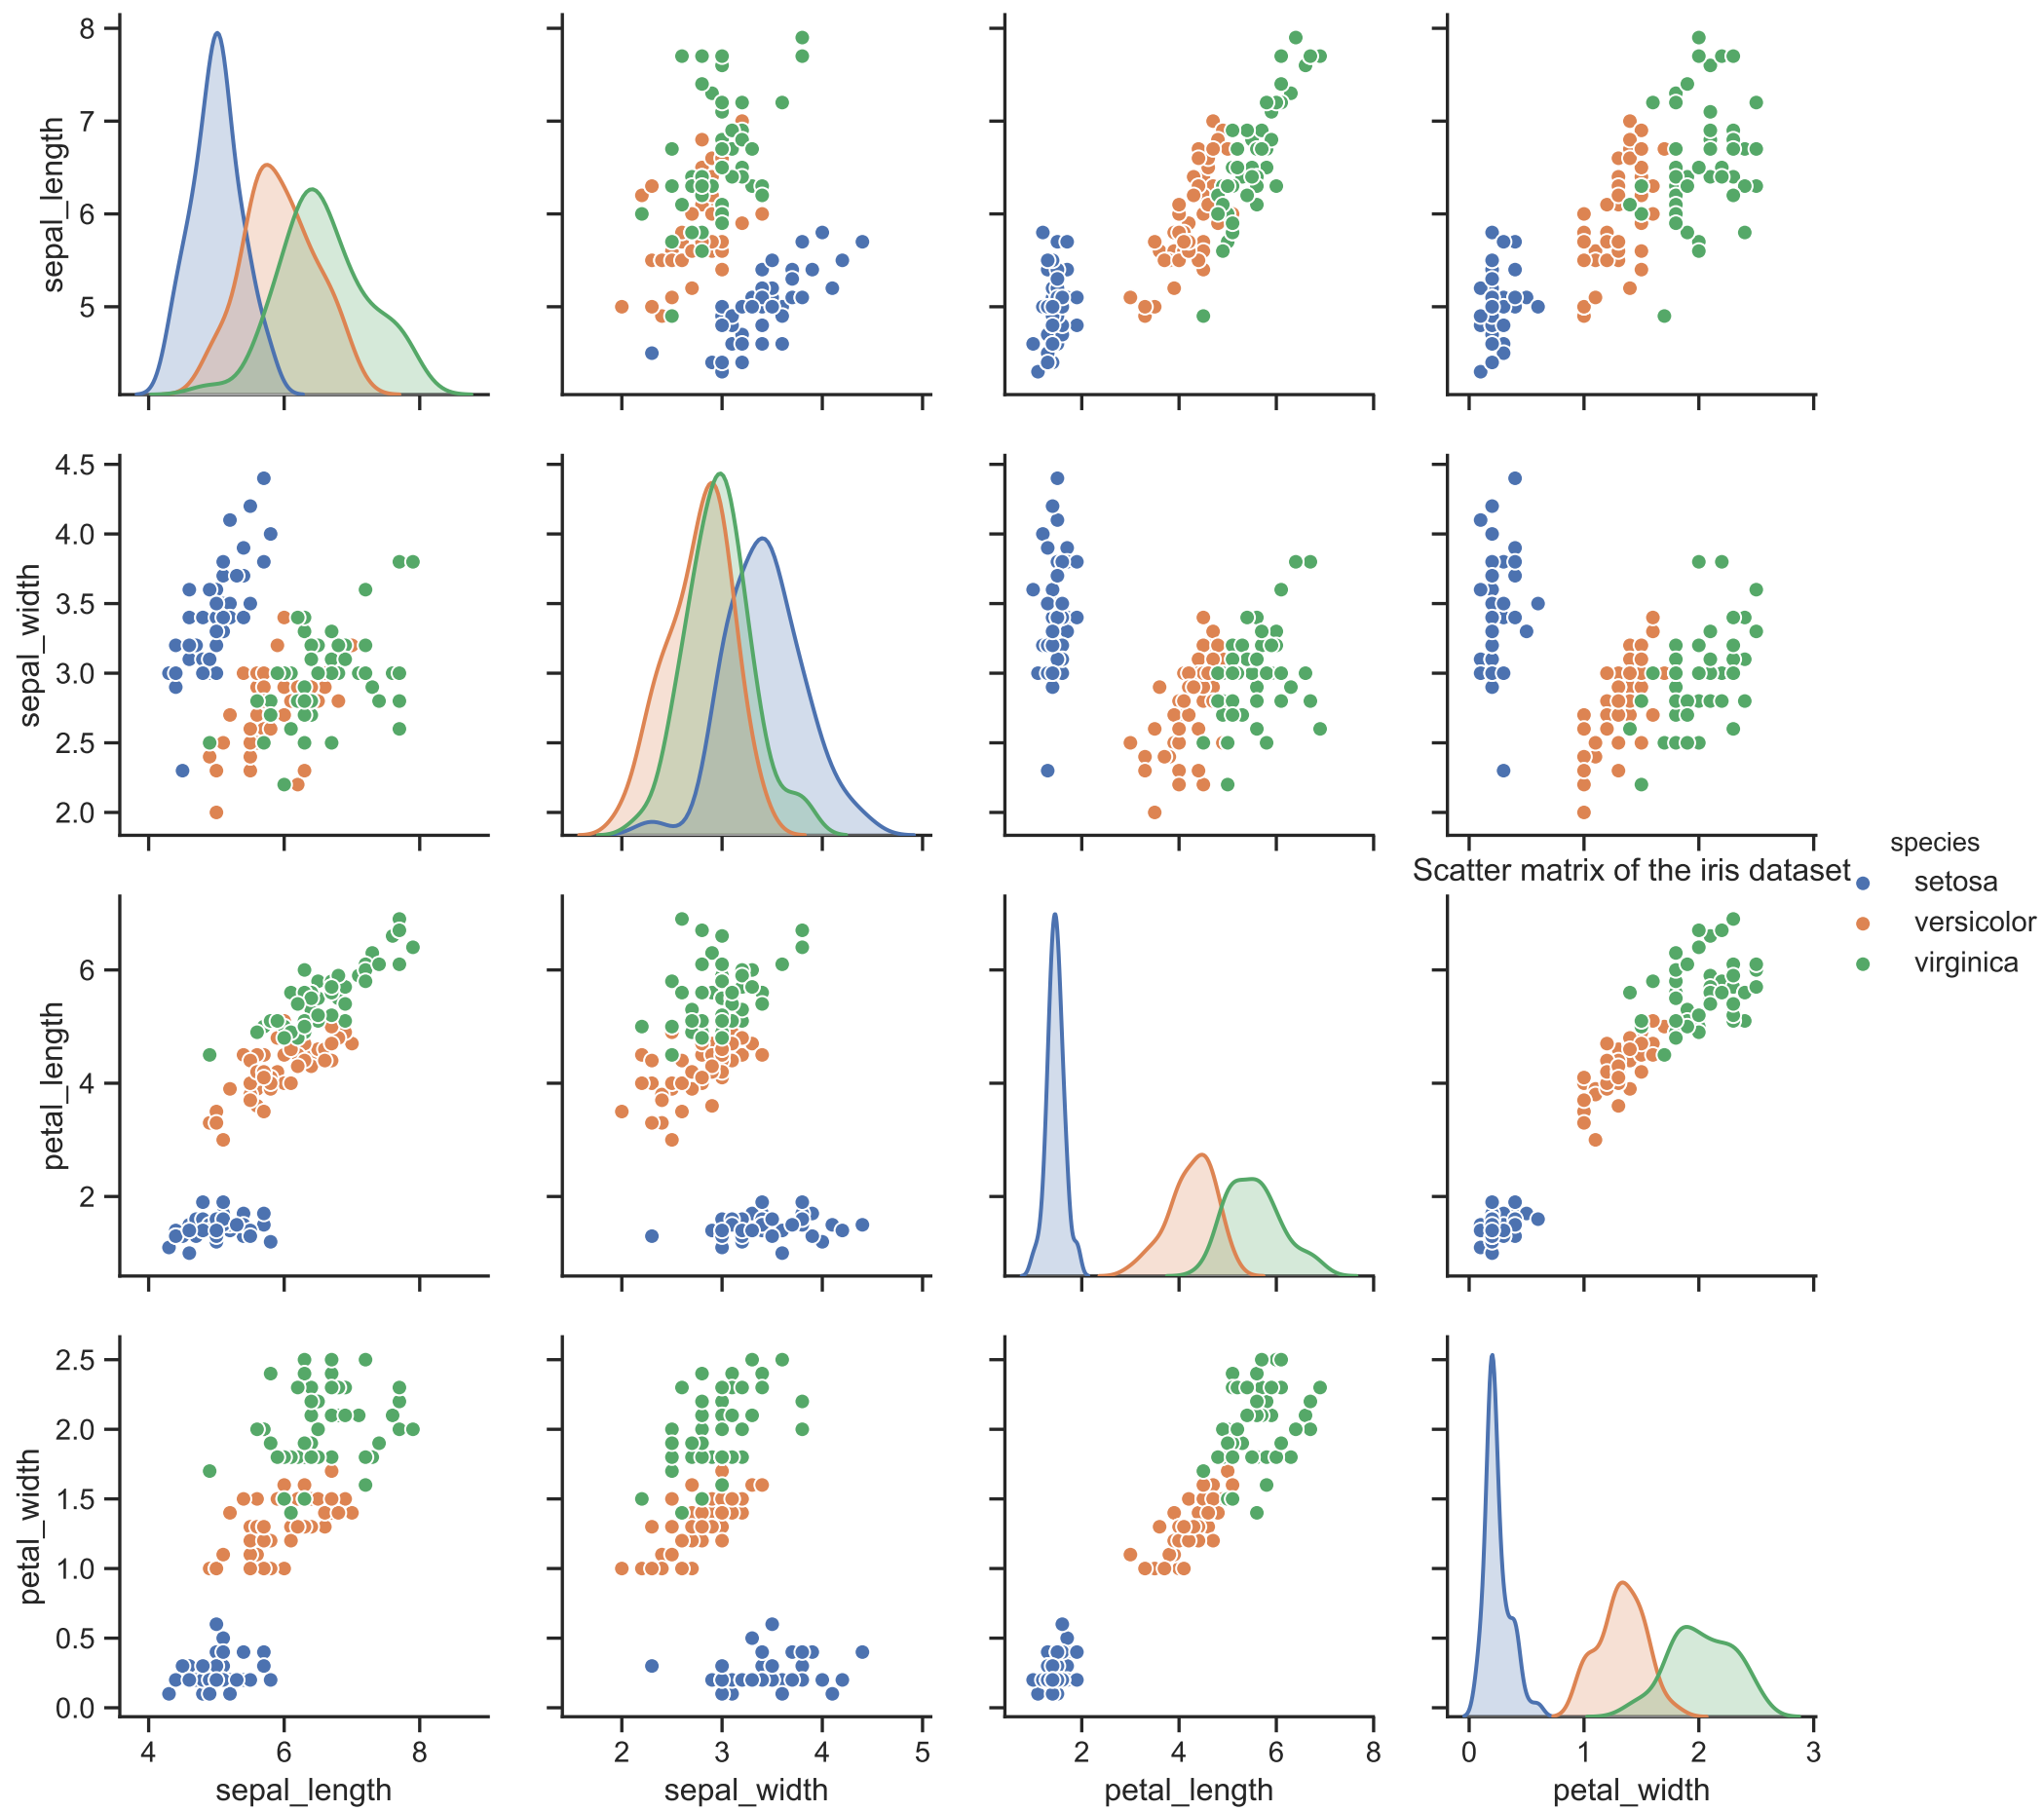 8
7
6
5
sepal_length
4.5
4.0
3.5
3.0
2.5
2.0
sepal_width
species
Scatter matrix of the iris dataset
setosa
versicolor
virginica
6
4
2
petal_length
2.5
2.0
1.5
1.0
0.5
0.0
petal_width
4 6 8
2 3 4 5
2 4 6 8
0 1 2 3
sepal_length
sepal_width
petal_length
petal_width